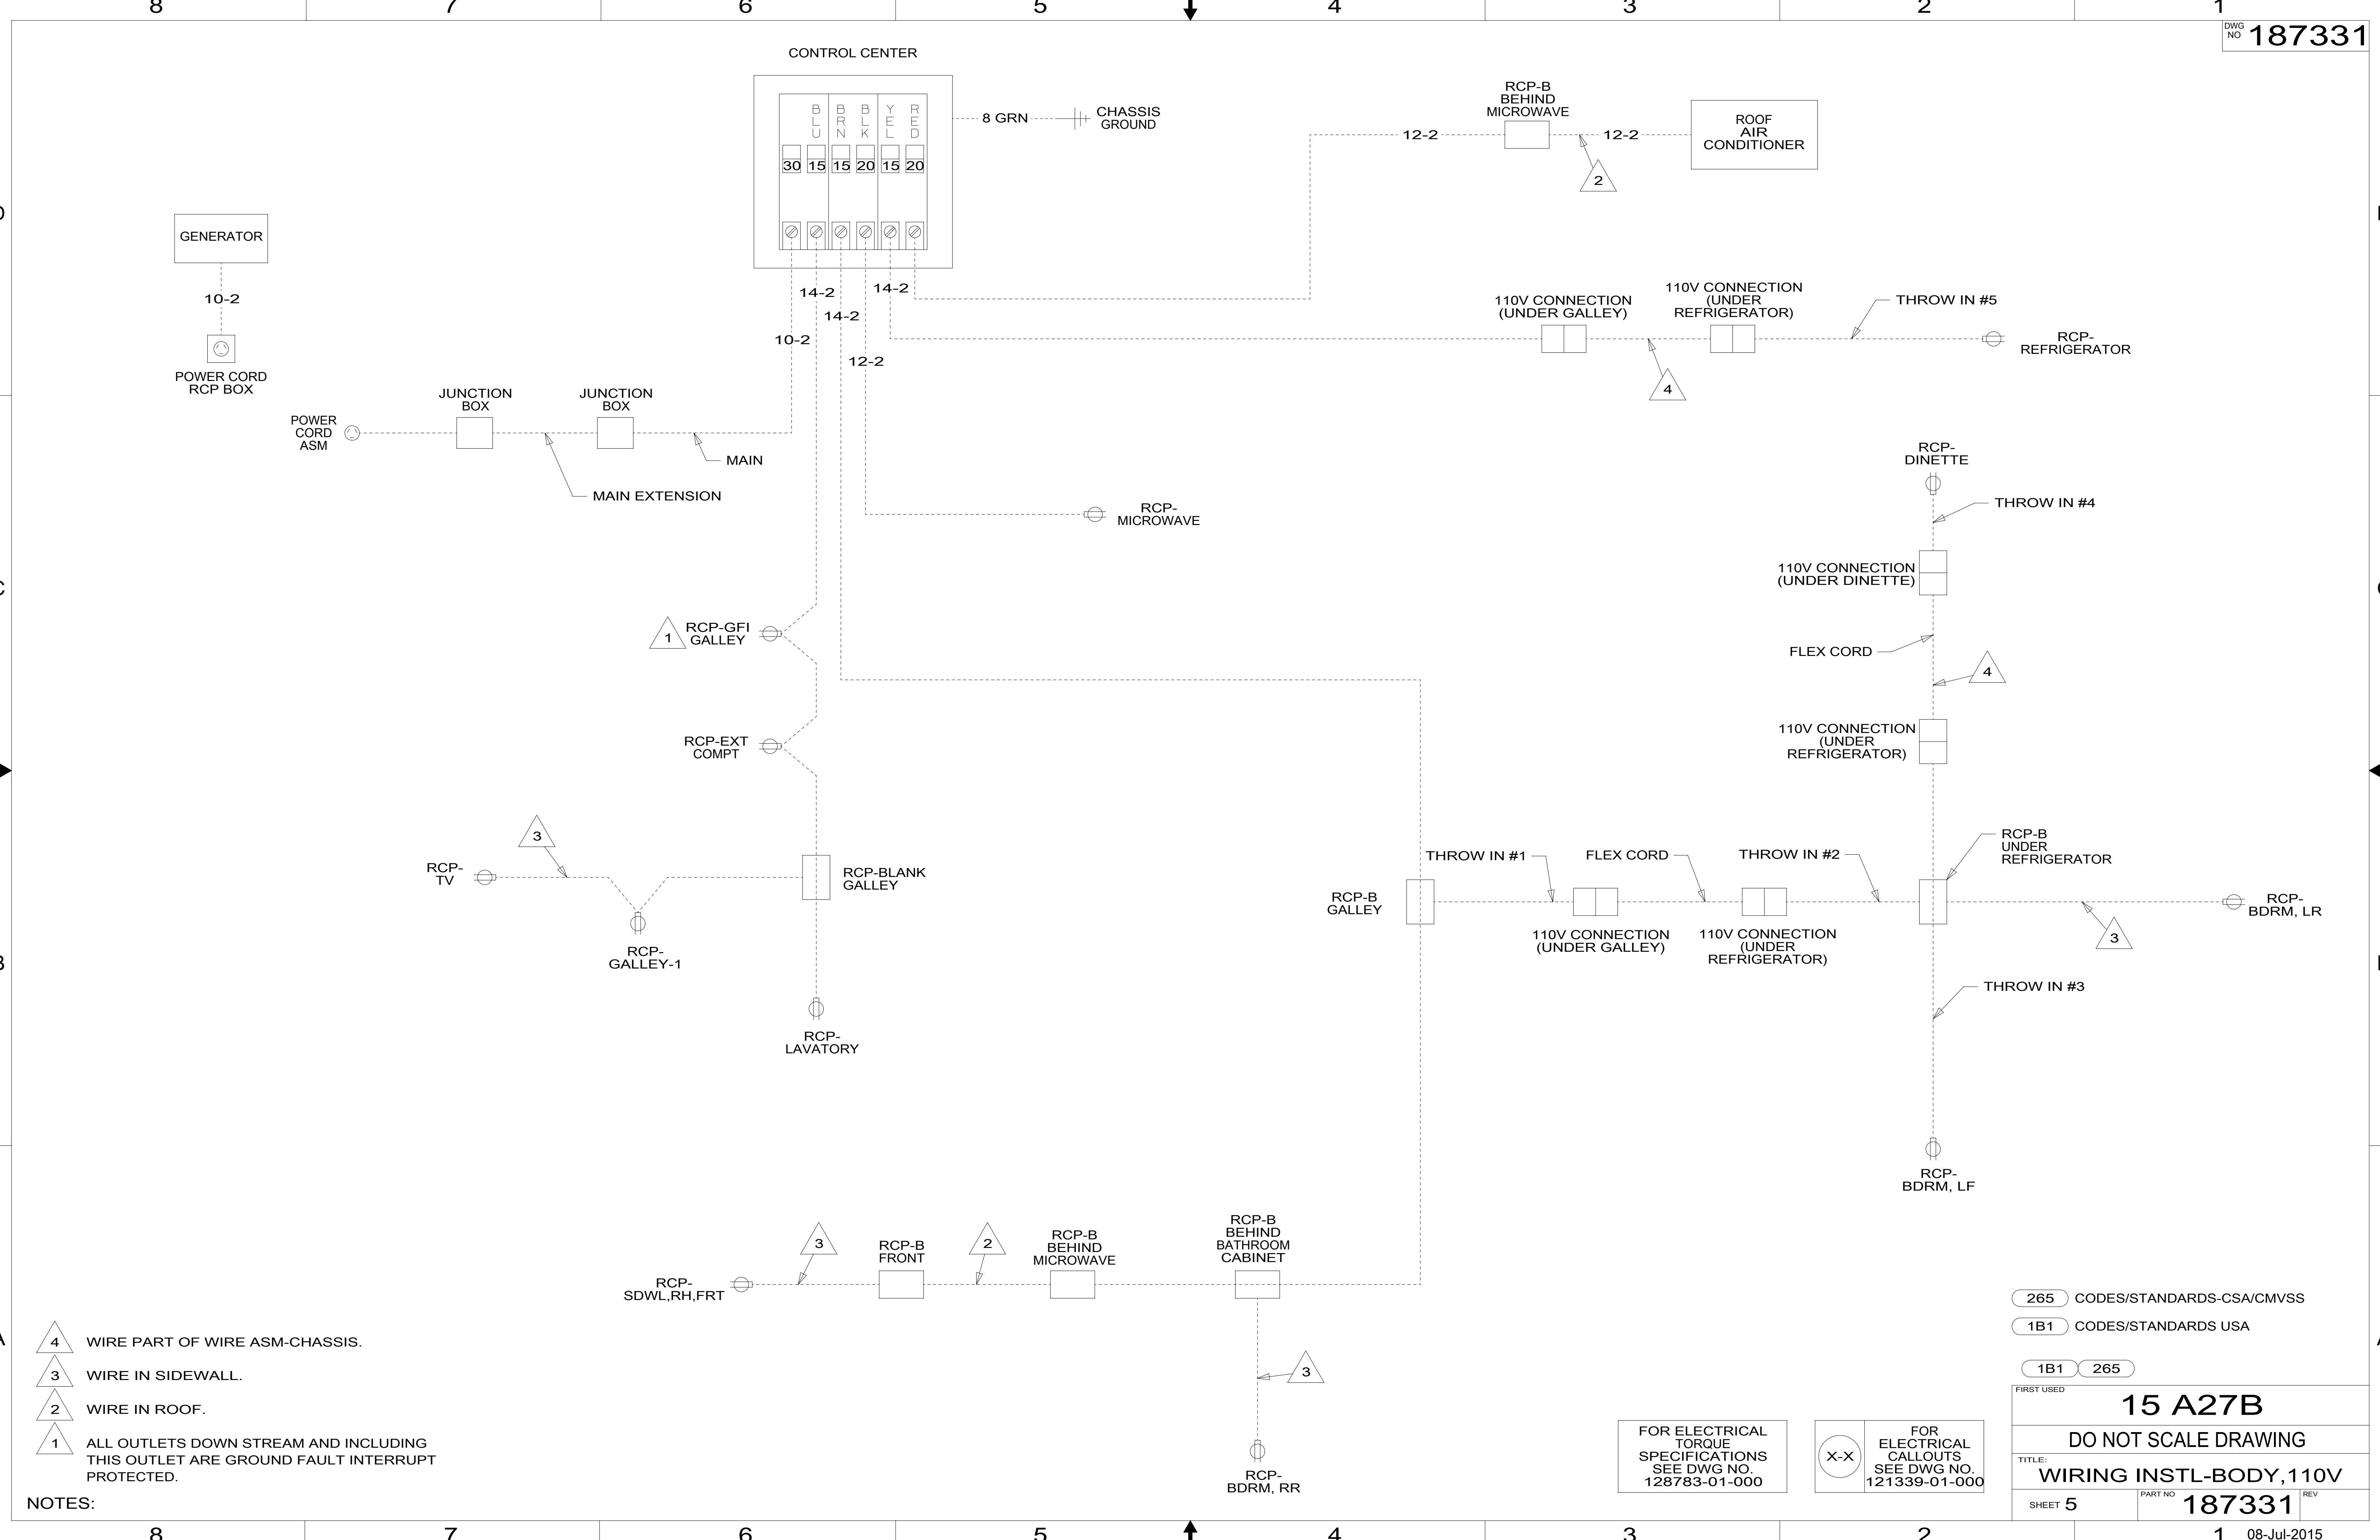 8 7 6 5 4 3 2 1
DWG
NO 187331
CONTROL CENTER
BLU BRN BLK YEL RED
30 15 15 20 15 20
8 GRN
CHASSIS
GROUND
RCP-B
BEHIND
MICROWAVE
12-2
12-2
2
ROOF
AIR
CONDITIONER
GENERATOR
10-2
POWER CORD
RCP BOX
14-2
14-2
14-2
10-2
12-2
110V CONNECTION
(UNDER GALLEY)
110V CONNECTION
(UNDER
REFRIGERATOR)
THROW IN #5
RCP-
REFRIGERATOR
4
POWER
CORD
ASM
JUNCTION
BOX
JUNCTION
BOX
MAIN
MAIN EXTENSION
RCP-
MICROWAVE
RCP-
DINETTE
THROW IN #4
110V CONNECTION
(UNDER DINETTE)
FLEX CORD
4
110V CONNECTION
(UNDER
REFRIGERATOR)
1
RCP-GFI
GALLEY
RCP-EXT
COMPT
3
RCP-
TV
RCP-BLANK
GALLEY
RCP-
GALLEY-1
RCP-
LAVATORY
RCP-B
GALLEY
THROW IN #1
FLEX CORD
THROW IN #2
RCP-B
UNDER
REFRIGERATOR
110V CONNECTION
(UNDER GALLEY)
110V CONNECTION
(UNDER
REFRIGERATOR)
3
RCP-
BDRM, LR
THROW IN #3
RCP-
BDRM, LF
RCP-
SDWL,RH,FRT
3
RCP-B
FRONT
2
RCP-B
BEHIND
MICROWAVE
RCP-B
BEHIND
BATHROOM
CABINET
3
RCP-
BDRM, RR
4 WIRE PART OF WIRE ASM-CHASSIS.
3 WIRE IN SIDEWALL.
2 WIRE IN ROOF.
1 ALL OUTLETS DOWN STREAM AND INCLUDING
THIS OUTLET ARE GROUND FAULT INTERRUPT
PROTECTED.
NOTES:
FOR ELECTRICAL
TORQUE
SPECIFICATIONS
SEE DWG NO.
128783-01-000
X-X
FOR
ELECTRICAL
CALLOUTS
SEE DWG NO.
121339-01-000
265 CODES/STANDARDS-CSA/CMVSS
1B1 CODES/STANDARDS USA
1B1 265
FIRST USED
15 A27B
DO NOT SCALE DRAWING
TITLE:
WIRING INSTL-BODY,110V
SHEET 5
PART NO 187331
REV
8 7 6 5 4 3 2 1
08-Jul-2015